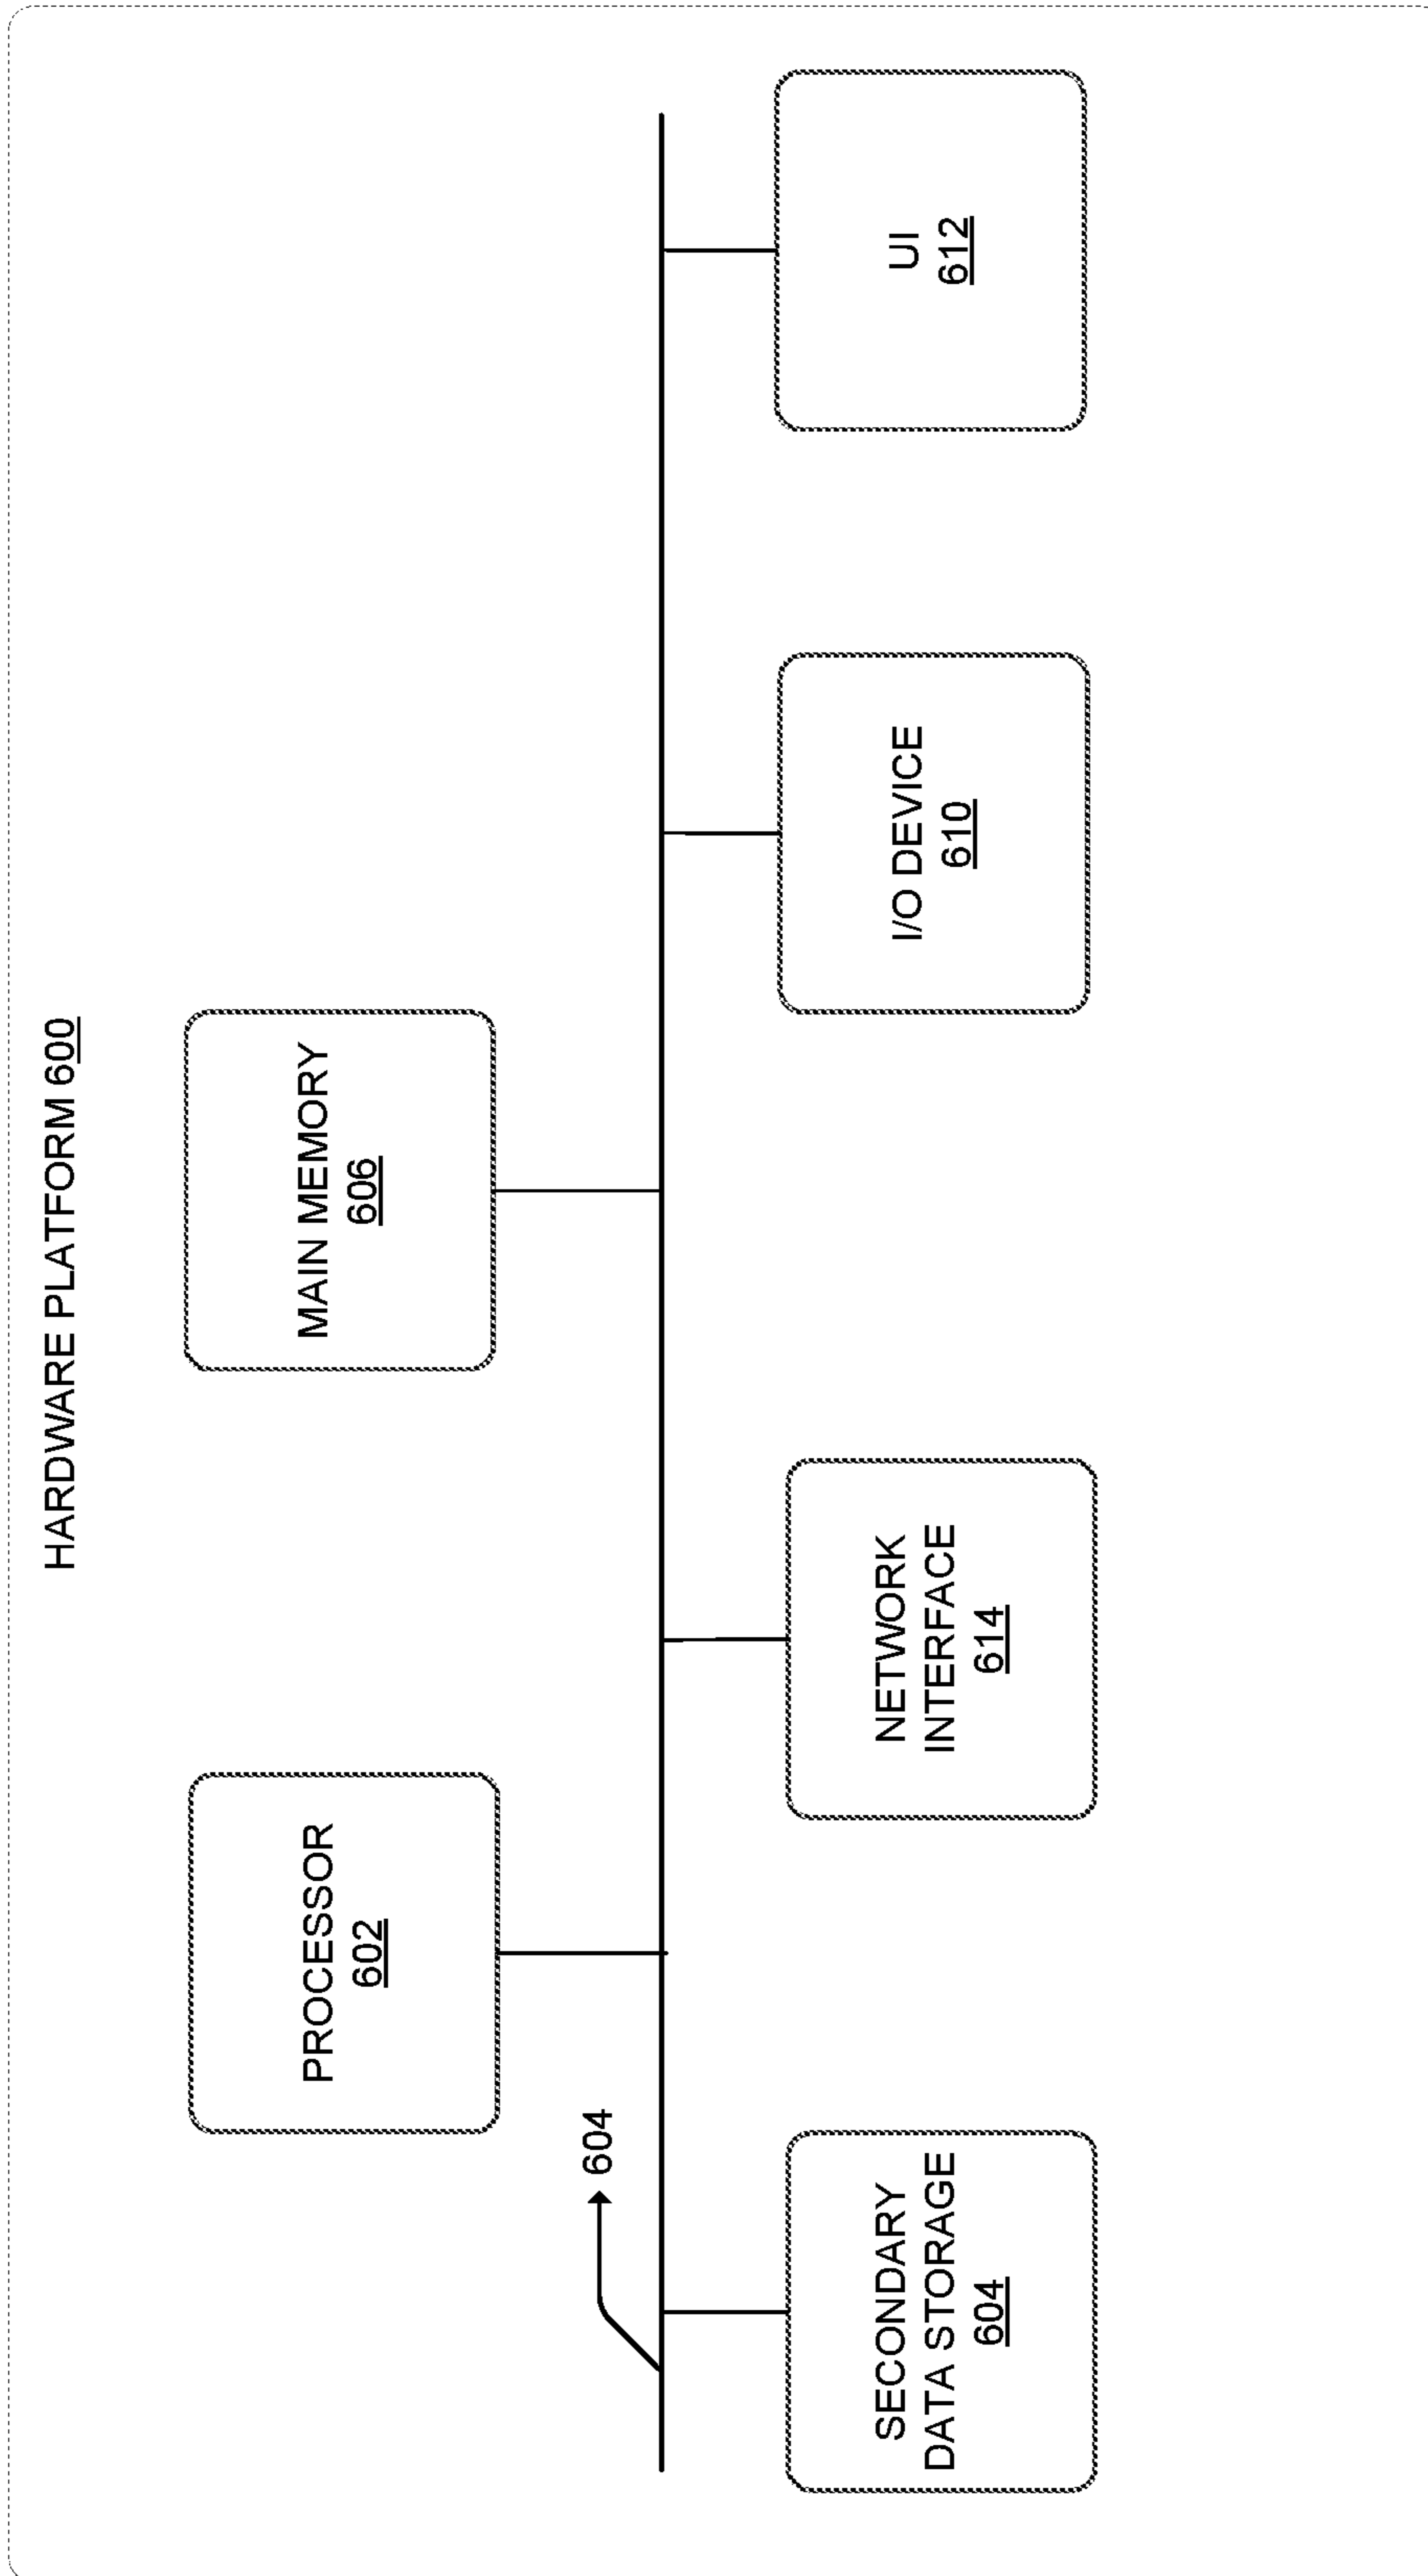 HARDWARE PLATFORM 600
PROCESSOR
602
MAIN MEMORY
606
604
SECONDARY
DATA STORAGE
604
NETWORK
INTERFACE
614
I/O DEVICE
610
UI
612